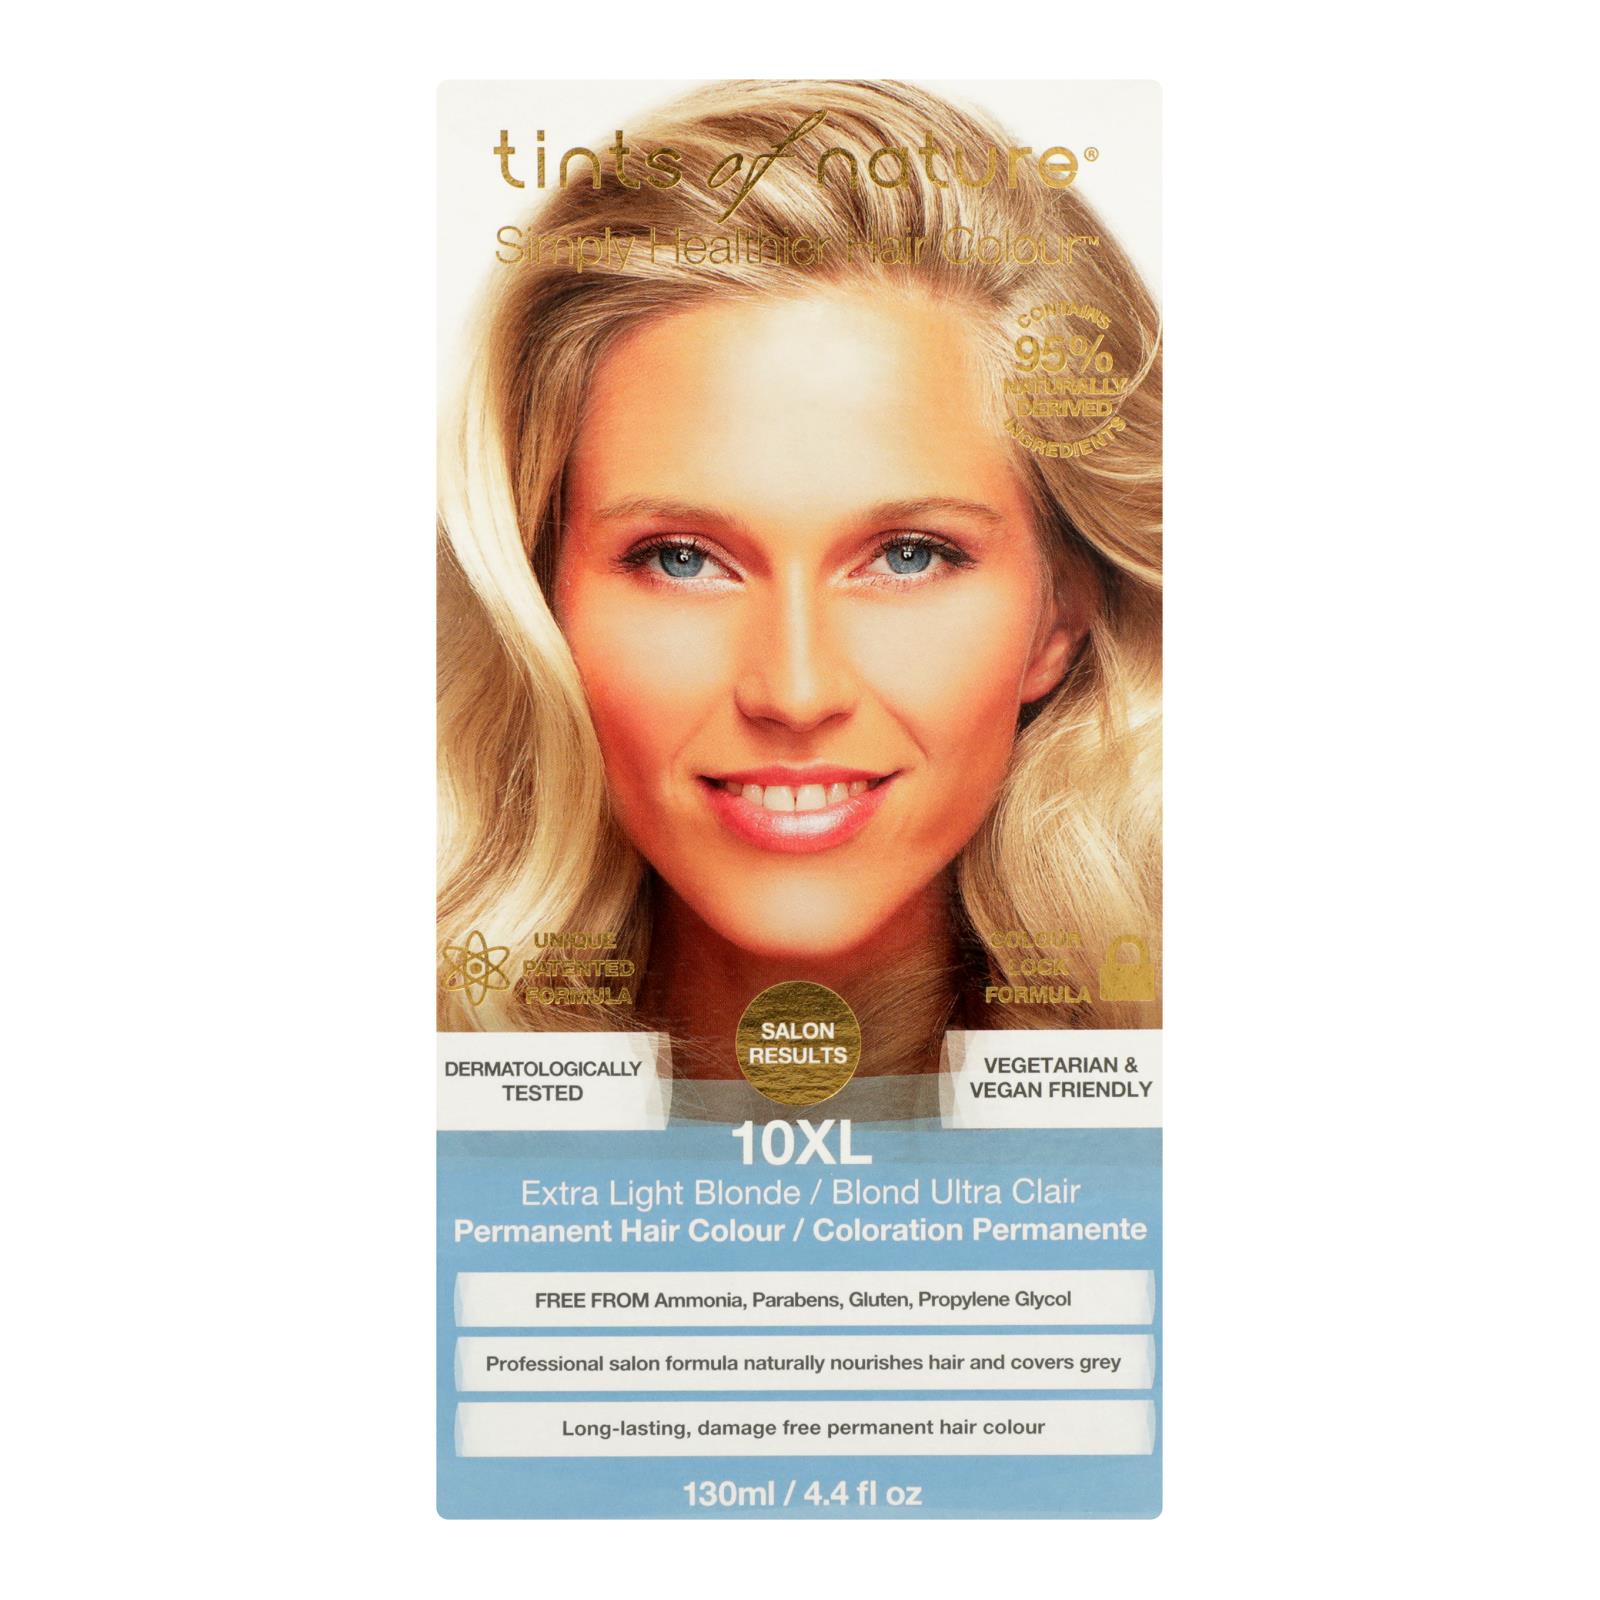 tints of nature®
Simply Healthier Hair Colour™
CONTAINS
95%
NATURALLY
DERIVED
INGREDIENTS
UNIQUE
PATENTED
FORMULA
COLOUR
LOCK
FORMULA
SALON
RESULTS
DERMATOLOGICALLY
TESTED
VEGETARIAN &
VEGAN FRIENDLY
10XL
Extra Light Blonde / Blond Ultra Clair
Permanent Hair Colour / Coloration Permanente
FREE FROM Ammonia, Parabens, Gluten, Propylene Glycol
Professional salon formula naturally nourishes hair and covers grey
Long-lasting, damage free permanent hair colour
130ml / 4.4 fl oz